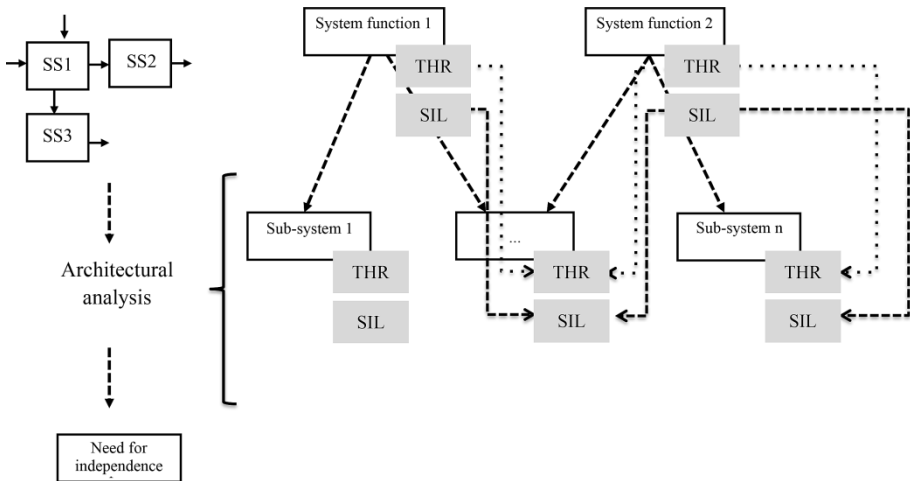 System function 1
System function 2
THR
THR
SS1
SS2
SIL
SIL
SS3
Sub-system 1
...
Sub-system n
THR
THR
THR
Architectural
analysis
SIL
SIL
SIL
Need for
independence